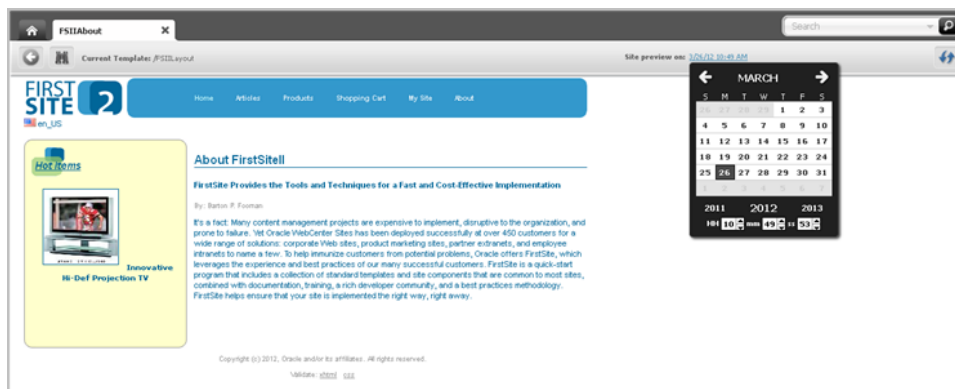 FSIIAbout X
Search
Current Template: /FSIILayout
Site preview on: 3/26/12 10:49 AM
FIRST
SITE 2
Home Articles Products Shopping Cart My Site About
en_US
MARCH
S M T W T F S
26 27 28 29 1 2 3
4 5 6 7 8 9 10
11 12 13 14 15 16 17
18 19 20 21 22 23 24
25 26 27 28 29 30 31
1 2 3 4 5 6 7
2011 2012 2013
HH 10 mm 49 ss 53
Hot Items
Innovative
Hi-Def Projection TV
About FirstSiteII
FirstSite Provides the Tools and Techniques for a Fast and Cost-Effective Implementation
By: Barton P. Fooman
It's a fact: Many content management projects are expensive to implement, disruptive to the organization, and
prone to failure. Yet Oracle WebCenter Sites has been deployed successfully at over 450 customers for a
wide range of solutions: corporate Web sites, product marketing sites, partner extranets, and employee
intranets to name a few. To help immunize customers from potential problems, Oracle offers FirstSite, which
leverages the experience and best practices of our many successful customers. FirstSite is a quick-start
program that includes a collection of standard templates and site components that are common to most sites,
combined with documentation, training, a rich developer community, and a best practices methodology.
FirstSite helps ensure that your site is implemented the right way, right away.
Copyright (c) 2012, Oracle and/or its affiliates. All rights reserved.
Validate: xhtml css